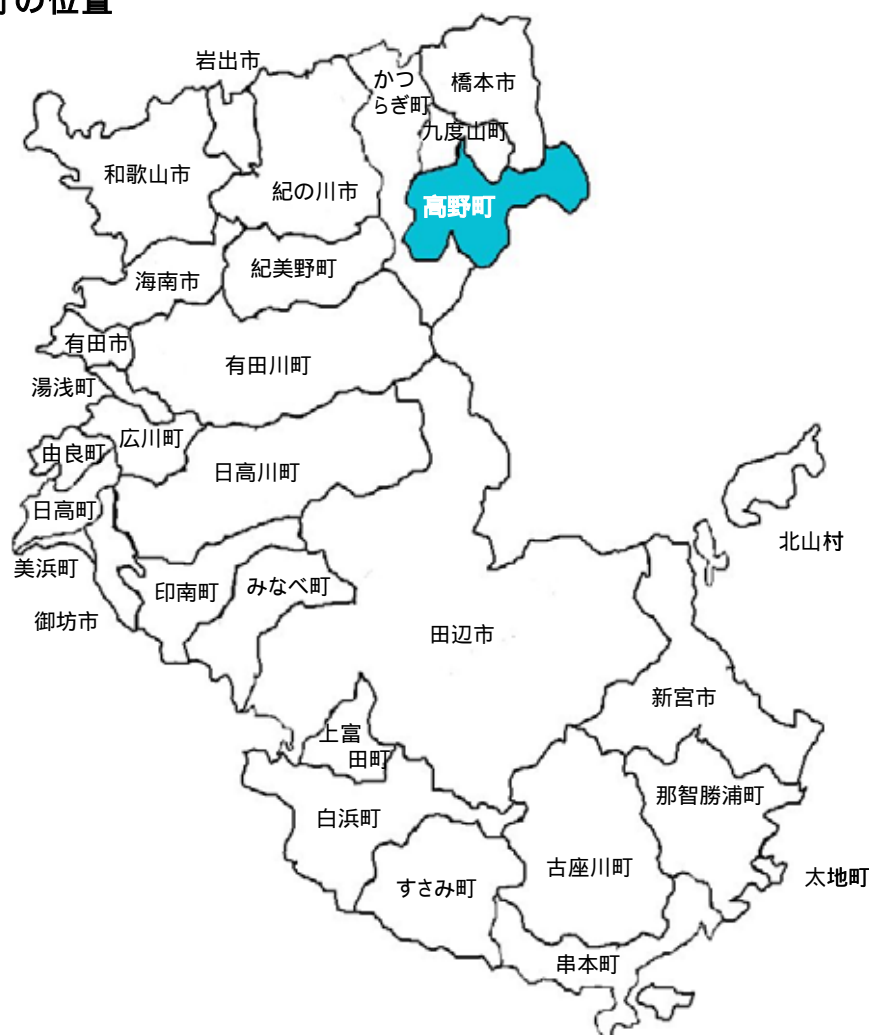 町の位置
岩出市
かつ
らぎ町
橋本市
九度山町
和歌山市
紀の川市
高野町
海南市
紀美野町
有田市
有田川町
湯浅町
広川町
由良町
日高川町
日高町
北山村
美浜町
印南町
みなべ町
御坊市
田辺市
新宮市
上富
田町
那智勝浦町
白浜町
古座川町
太地町
すさみ町
串本町